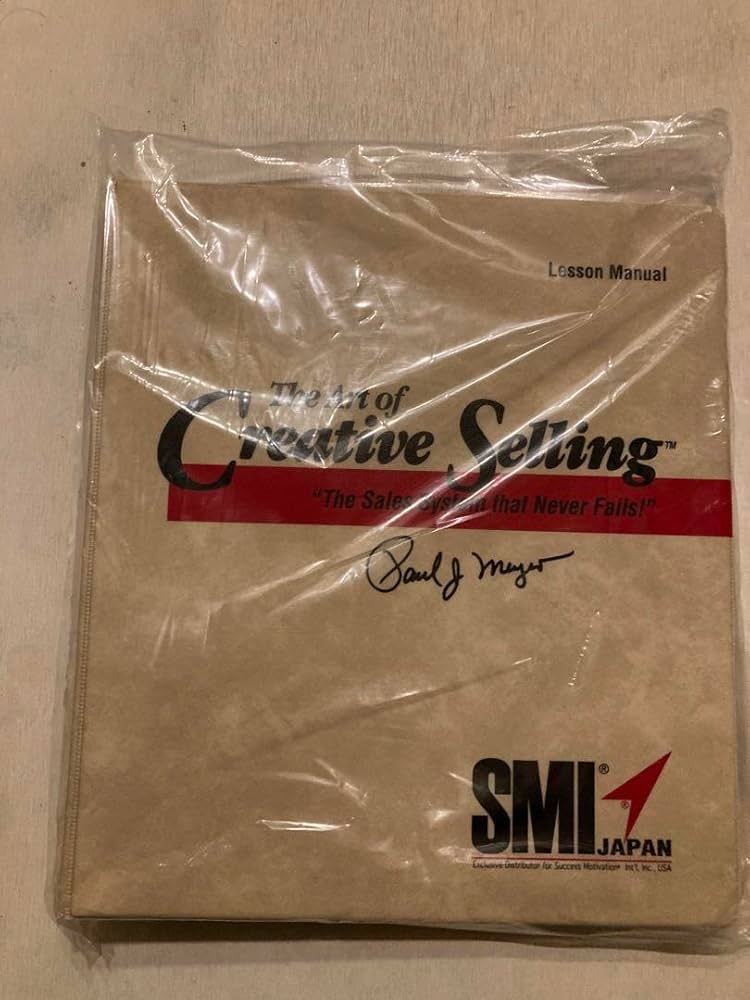 Lesson Manual
The Art of
Creative Selling™
"The Sales System that Never Fails!"
Paul J. Meyer
SMI®
®
JAPAN
Exclusive Distributor for Success Motivation® Int'l, Inc., USA